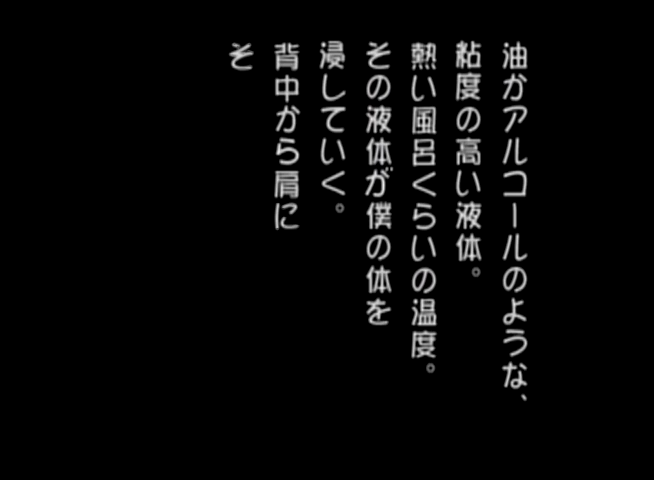 油かアルコールのような、
粘度の高い液体。
熱い風呂くらいの温度。
その液体が僕の体を
浸していく。
背中から肩に
そ